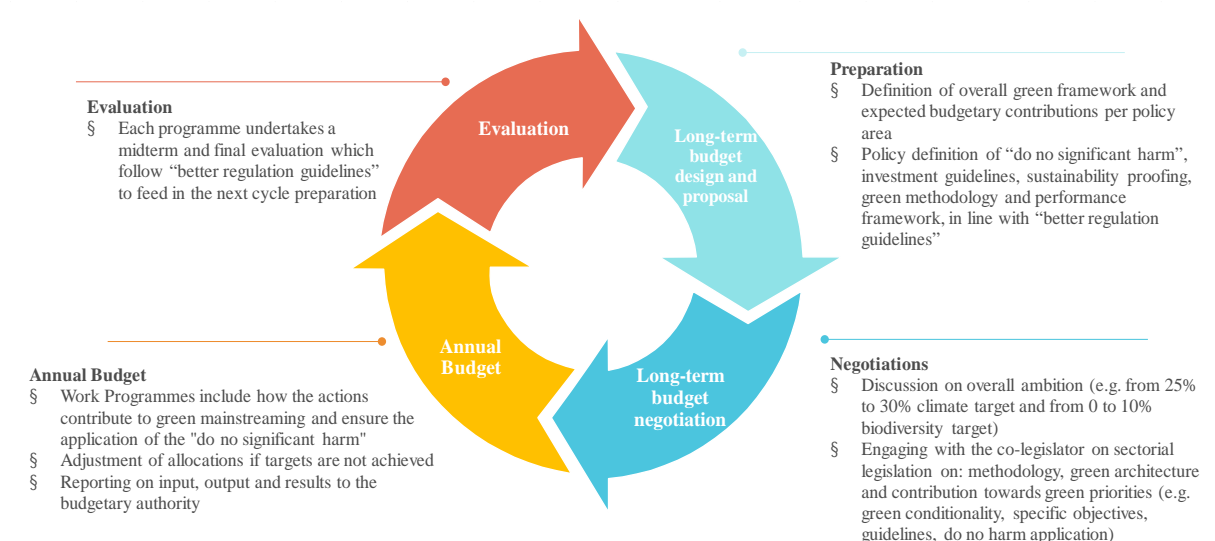 Evaluation
§ Each programme undertakes a
midterm and final evaluation which
follow “better regulation guidelines”
to feed in the next cycle preparation
Evaluation
Long-term
budget
design and
proposal
Preparation
§ Definition of overall green framework and
expected budgetary contributions per policy
area
§ Policy definition of “do no significant harm”,
investment guidelines, sustainability proofing,
green methodology and performance
framework, in line with “better regulation
guidelines”
Annual
Budget
Long-term
budget
negotiation
Annual Budget
§ Work Programmes include how the actions
contribute to green mainstreaming and ensure the
application of the "do no significant harm"
§ Adjustment of allocations if targets are not achieved
§ Reporting on input, output and results to the
budgetary authority
Negotiations
§ Discussion on overall ambition (e.g. from 25%
to 30% climate target and from 0 to 10%
biodiversity target)
§ Engaging with the co-legislator on sectorial
legislation on: methodology, green architecture
and contribution towards green priorities (e.g.
green conditionality, specific objectives,
guidelines, do no harm application)